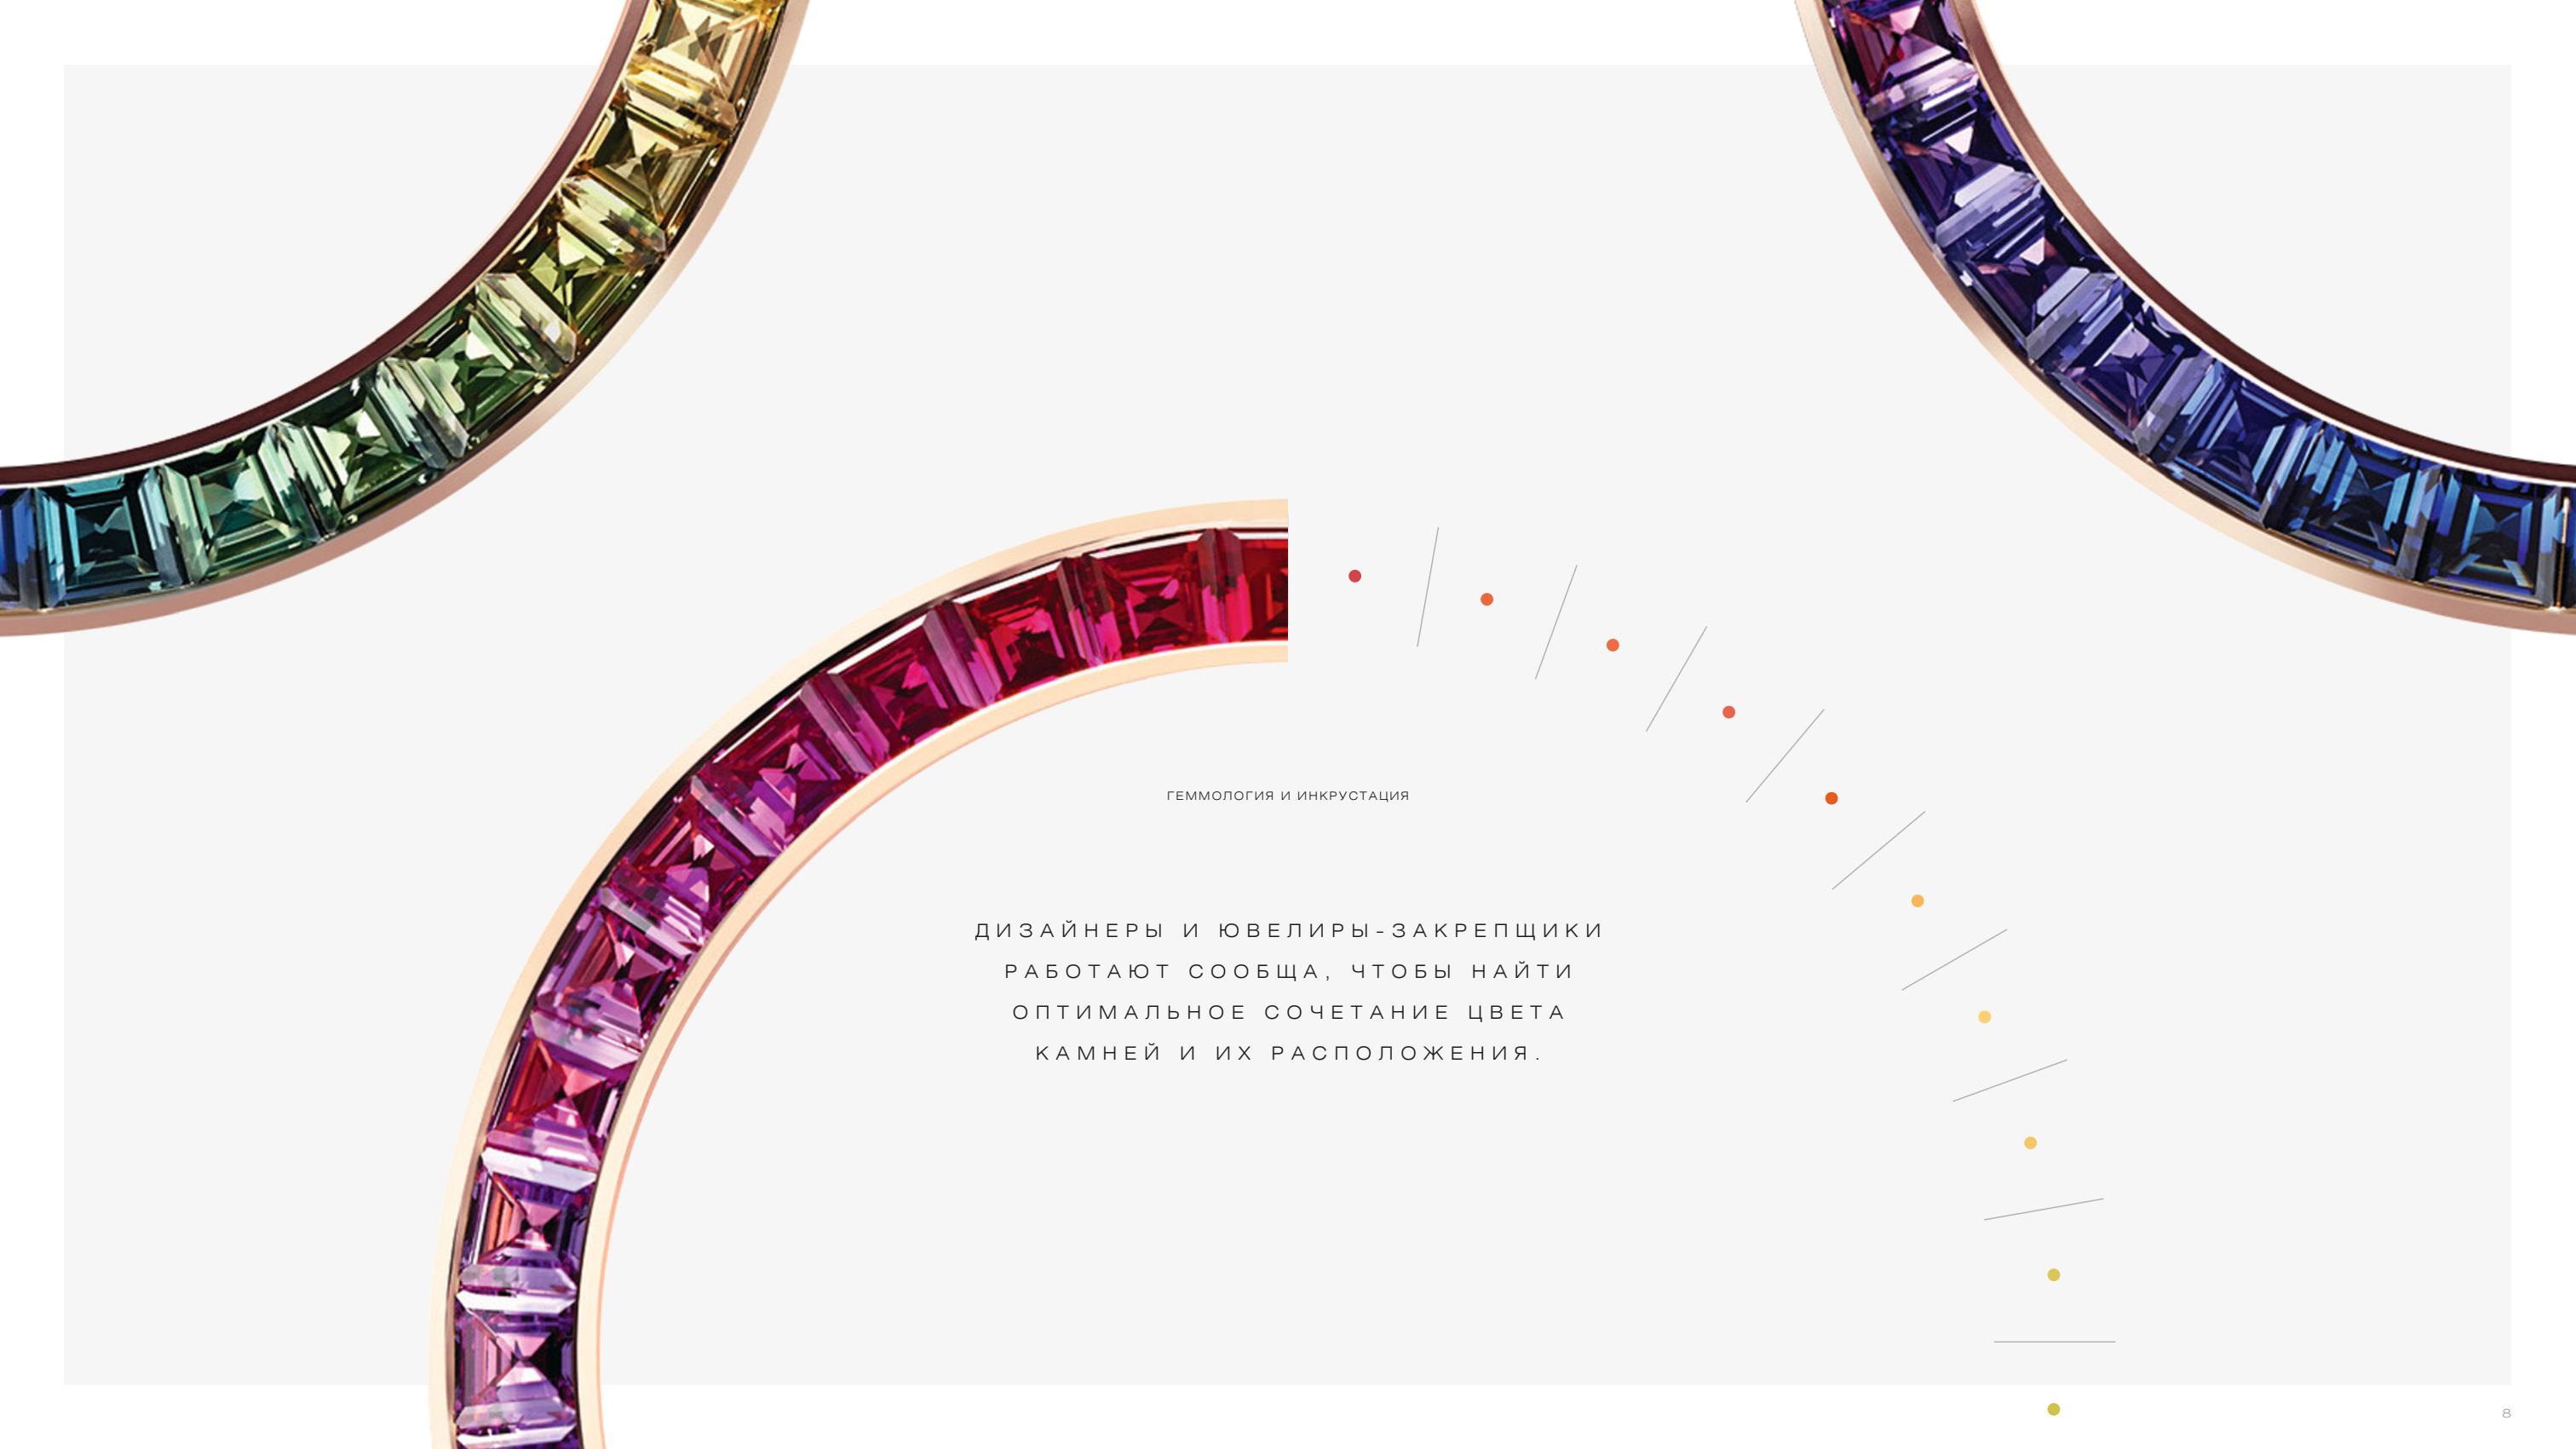 ГЕММОЛОГИЯ И ИНКРУСТАЦИЯ
ДИЗАЙНЕРЫ И ЮВЕЛИРЫ-ЗАКРЕПЩИКИ
РАБОТАЮТ СООБЩА, ЧТОБЫ НАЙТИ
ОПТИМАЛЬНОЕ СОЧЕТАНИЕ ЦВЕТА
КАМНЕЙ И ИХ РАСПОЛОЖЕНИЯ.
8